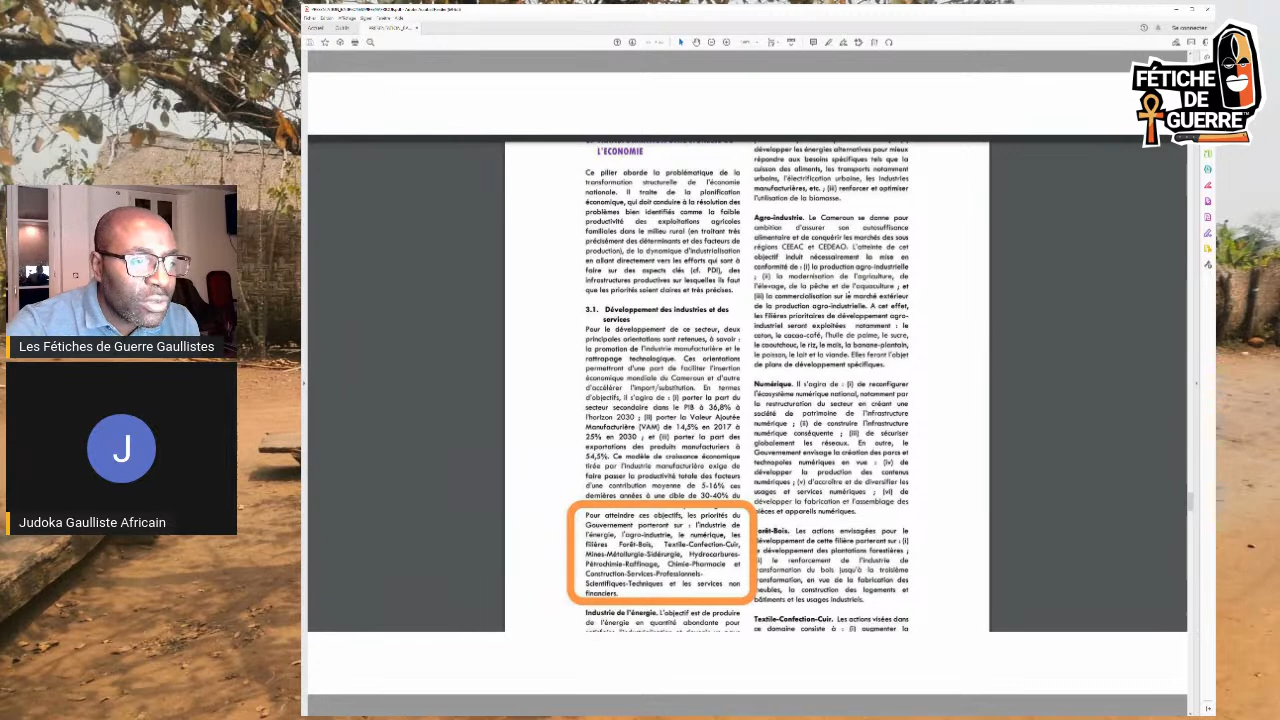 Fichier Edition Affichage Signer Fenêtre Aide
Accueil Outils PRESENTATION_
Se connecter
FÉTICHE
DE
GUERRE
L'ECONOMIE
Ce pilier aborde la problématique de la
transformation structurelle de l'économie
nationale. Il traite de la planification
économique, qui doit conduire à la résolution des
problèmes bien identifiés comme la faible
productivité des exploitations agricoles
familiales dans le milieu rural (en traitant très
précisément des déterminants et des facteurs de
production), de la dynamique d'industrialisation
en allant directement vers les efforts qui sont à
faire sur des aspects clés (cf. PDI), des
infrastructures productives sur lesquelles il faut
que les priorités soient claires et très précises.
3.1. Développement des industries et des
services
Pour le développement de ce secteur, deux
principales orientations sont retenues, à savoir :
la promotion de l'industrie manufacturière et le
rattrapage technologique. Ces orientations
permettront d'une part de faciliter l'insertion
économique mondiale du Cameroun et d'autre
d'accélérer l'import/substitution. En termes
d'objectifs, il s'agira de : (i) porter la part du
secteur secondaire dans le PIB à 36,8% à
l'horizon 2030 ; (ii) porter la Valeur Ajoutée
Manufacturière (VAM) de 14,5% en 2017 à
25% en 2030 ; et (iii) porter la part des
exportations des produits manufacturiers à
54,5%. Ce modèle de croissance économique
tirée par l'industrie manufacturière exige de
faire passer la productivité totale des facteurs
d'une contribution moyenne de 5-16% ces
dernières années à une cible de 30-40% du
Pour atteindre ces objectifs, les priorités du
Gouvernement porteront sur : l'industrie de
l'énergie, l'agro-industrie, le numérique, les
filières Forêt-Bois, Textile-Confection-Cuir,
Mines-Métallurgie-Sidérurgie, Hydrocarbures-
Pétrochimie-Raffinage, Chimie-Pharmacie et
Construction-Services-Professionnels-
Scientifiques-Techniques et les services non
financiers.
Industrie de l'énergie. L'objectif est de produire
de l'énergie en quantité abondante pour
développer les énergies alternatives pour mieux
répondre aux besoins spécifiques tels que la
cuisson des aliments, les transports notamment
urbains, l'électrification urbaine, les industries
manufacturières, etc. ; (iii) renforcer et optimiser
l'utilisation de la biomasse.
Agro-industrie. Le Cameroun se donne pour
ambition d'assurer son autosuffisance
alimentaire et de conquérir les marchés des sous
régions CEEAC et CEDEAO. L'atteinte de cet
objectif induit nécessairement la mise en
conformité de : (i) la production agro-industrielle
; (ii) la modernisation de l'agriculture, de
l'élevage, de la pêche et de l'aquaculture ; et
(iii) la commercialisation sur le marché extérieur
de la production agro-industrielle. A cet effet,
les filières prioritaires de développement agro-
industriel seront exploitées notamment : le
coton, le cacao-café, l'huile de palme, le sucre,
le caoutchouc, le riz, le maïs, la banane-plantain,
le poisson, le lait et la viande. Elles feront l'objet
de plans de développement spécifiques.
Numérique. Il s'agira de : (i) de reconfigurer
l'écosystème numérique national, notamment par
la restructuration du secteur en créant une
société de patrimoine de l'infrastructure
numérique ; (ii) de construire l'infrastructure
numérique conséquente ; (iii) de sécuriser
globalement les réseaux. En outre, le
Gouvernement envisage la création des parcs et
technopoles numériques en vue : (iv) de
développer la production des contenus
numériques ; (v) d'accroître et de diversifier les
usages et services numériques ; (vi) de
développer la fabrication et l'assemblage des
pièces et appareils numériques.
Forêt-Bois. Les actions envisagées pour le
développement de cette filière porteront sur : (i)
le développement des plantations forestières ;
(ii) le renforcement de l'industrie de
transformation du bois jusqu'à la troisième
transformation, en vue de la fabrication des
meubles, la construction des logements et
bâtiments et les usages industriels.
Textile-Confection-Cuir. Les actions visées dans
ce domaine consiste à : (i) augmenter la
Les Fétichistes - Gaullistes
J
Judoka Gaulliste Africain